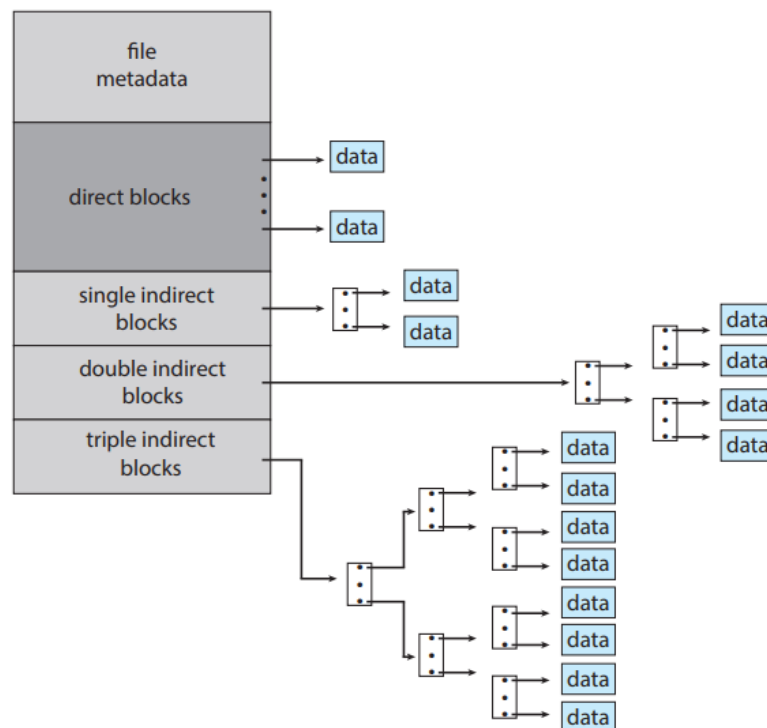 file
metadata
data
direct blocks
data
single indirect
blocks
data
data
double indirect
blocks
data
data
data
data
triple indirect
blocks
data
data
data
data
data
data
data
data